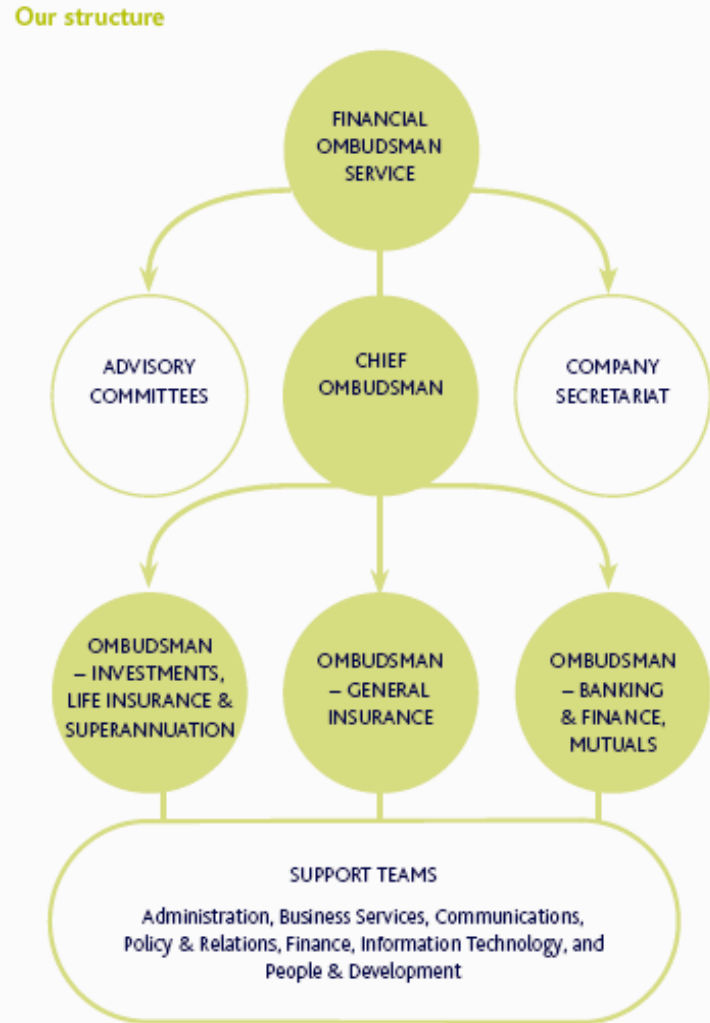 Our structure
FINANCIAL
OMBUDSMAN
SERVICE
ADVISORY
COMMITTEES
CHIEF
OMBUDSMAN
COMPANY
SECRETARIAT
OMBUDSMAN
– INVESTMENTS,
LIFE INSURANCE &
SUPERANNUATION
OMBUDSMAN
– GENERAL
INSURANCE
OMBUDSMAN
– BANKING
& FINANCE,
MUTUALS
SUPPORT TEAMS
Administration, Business Services, Communications,
Policy & Relations, Finance, Information Technology, and
People & Development